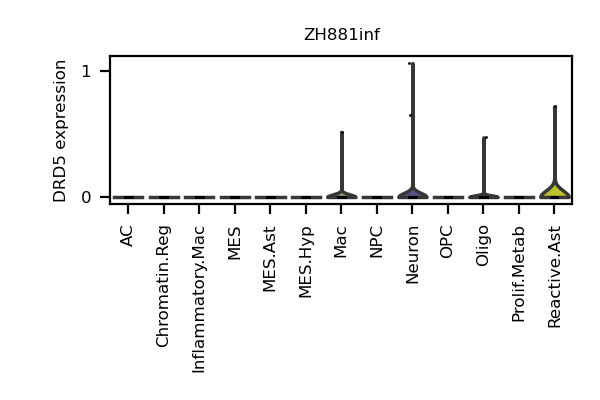 ZH881inf
DRD5 expression
1
0
AC
Chromatin.Reg
Inflammatory.Mac
MES
MES.Ast
MES.Hyp
Mac
NPC
Neuron
OPC
Oligo
Prolif.Metab
Reactive.Ast